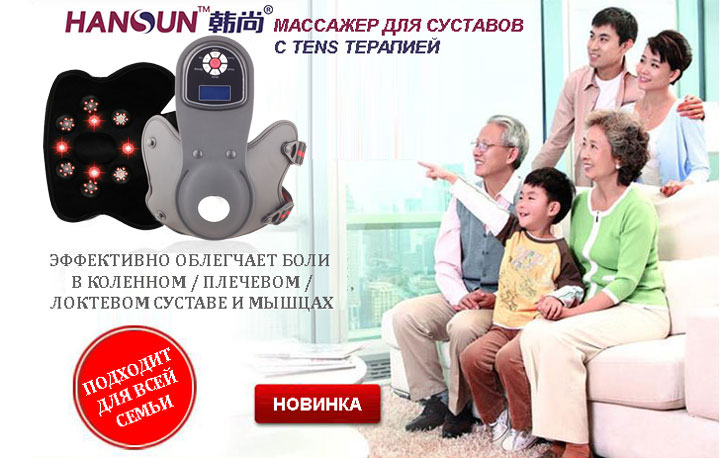 HANSUN™韩尚® МАССАЖЕР ДЛЯ СУСТАВОВ
С TENS ТЕРАПИЕЙ
ЭФФЕКТИВНО ОБЛЕГЧАЕТ БОЛИ
В КОЛЕННОМ / ПЛЕЧЕВОМ /
ЛОКТЕВОМ СУСТАВЕ И МЫШЦАХ
ПОДХОДИТ
ДЛЯ ВСЕЙ
СЕМЬИ
НОВИНКА